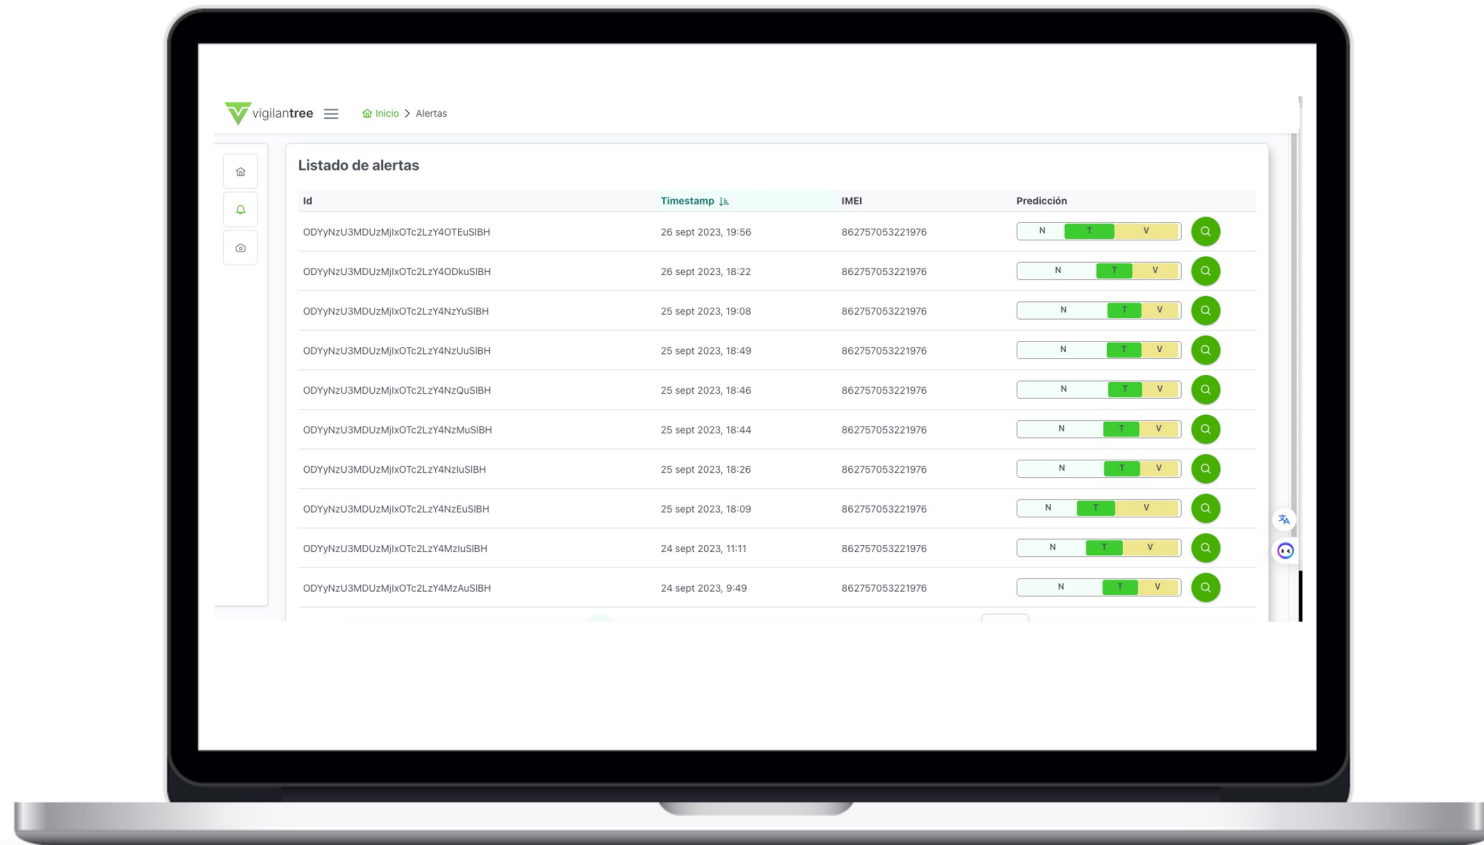 vigilantree Inicio > Alertas
Listado de alertas
Id Timestamp IMEI Predicción
ODYyNzU3MDUzMjIxOTc2LzY4OTEuSlBH 26 sept 2023, 19:56 862757053221976 N T V
ODYyNzU3MDUzMjIxOTc2LzY4ODkuSlBH 26 sept 2023, 18:22 862757053221976 N T V
ODYyNzU3MDUzMjIxOTc2LzY4NzYuSlBH 25 sept 2023, 19:08 862757053221976 N T V
ODYyNzU3MDUzMjIxOTc2LzY4NzUuSlBH 25 sept 2023, 18:49 862757053221976 N T V
ODYyNzU3MDUzMjIxOTc2LzY4NzQuSlBH 25 sept 2023, 18:46 862757053221976 N T V
ODYyNzU3MDUzMjIxOTc2LzY4NzMuSlBH 25 sept 2023, 18:44 862757053221976 N T V
ODYyNzU3MDUzMjIxOTc2LzY4NzIuSlBH 25 sept 2023, 18:26 862757053221976 N T V
ODYyNzU3MDUzMjIxOTc2LzY4NzEuSlBH 25 sept 2023, 18:09 862757053221976 N T V
ODYyNzU3MDUzMjIxOTc2LzY4MzIuSlBH 24 sept 2023, 11:11 862757053221976 N T V
ODYyNzU3MDUzMjIxOTc2LzY4MzAuSlBH 24 sept 2023, 9:49 862757053221976 N T V